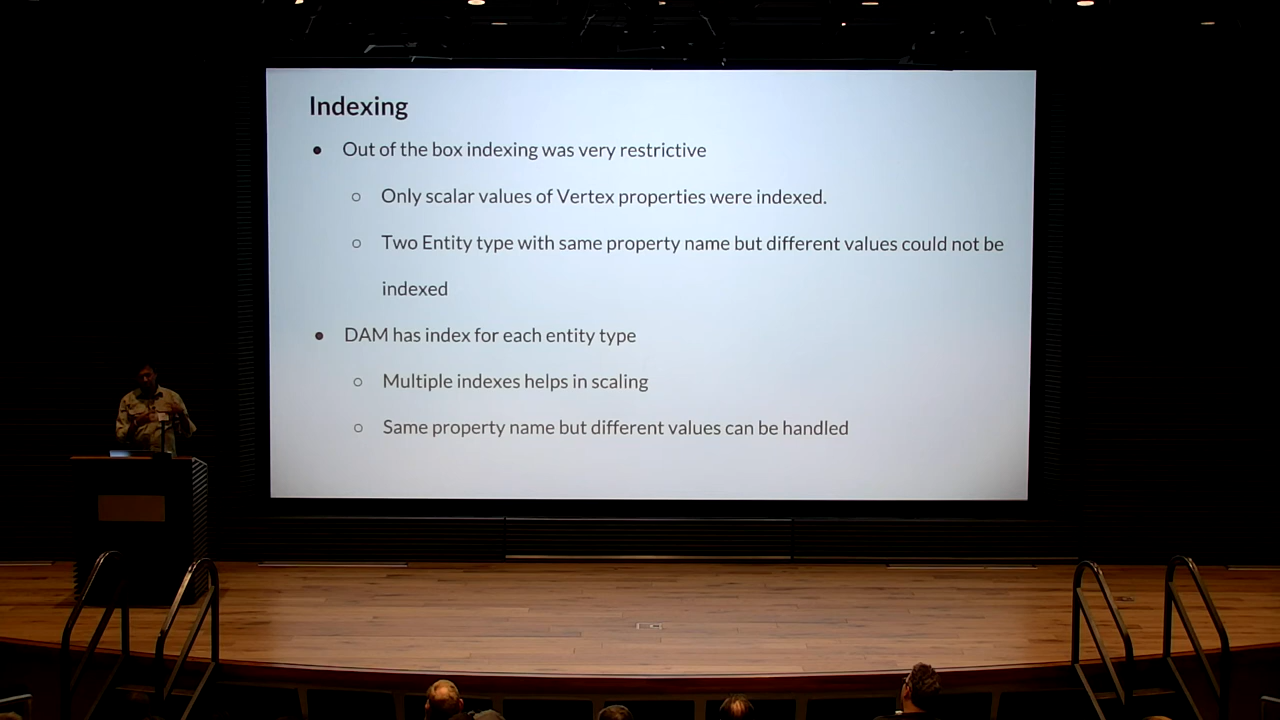 Indexing
● Out of the box indexing was very restrictive
○ Only scalar values of Vertex properties were indexed.
○ Two Entity type with same property name but different values could not be
indexed
● DAM has index for each entity type
○ Multiple indexes helps in scaling
○ Same property name but different values can be handled